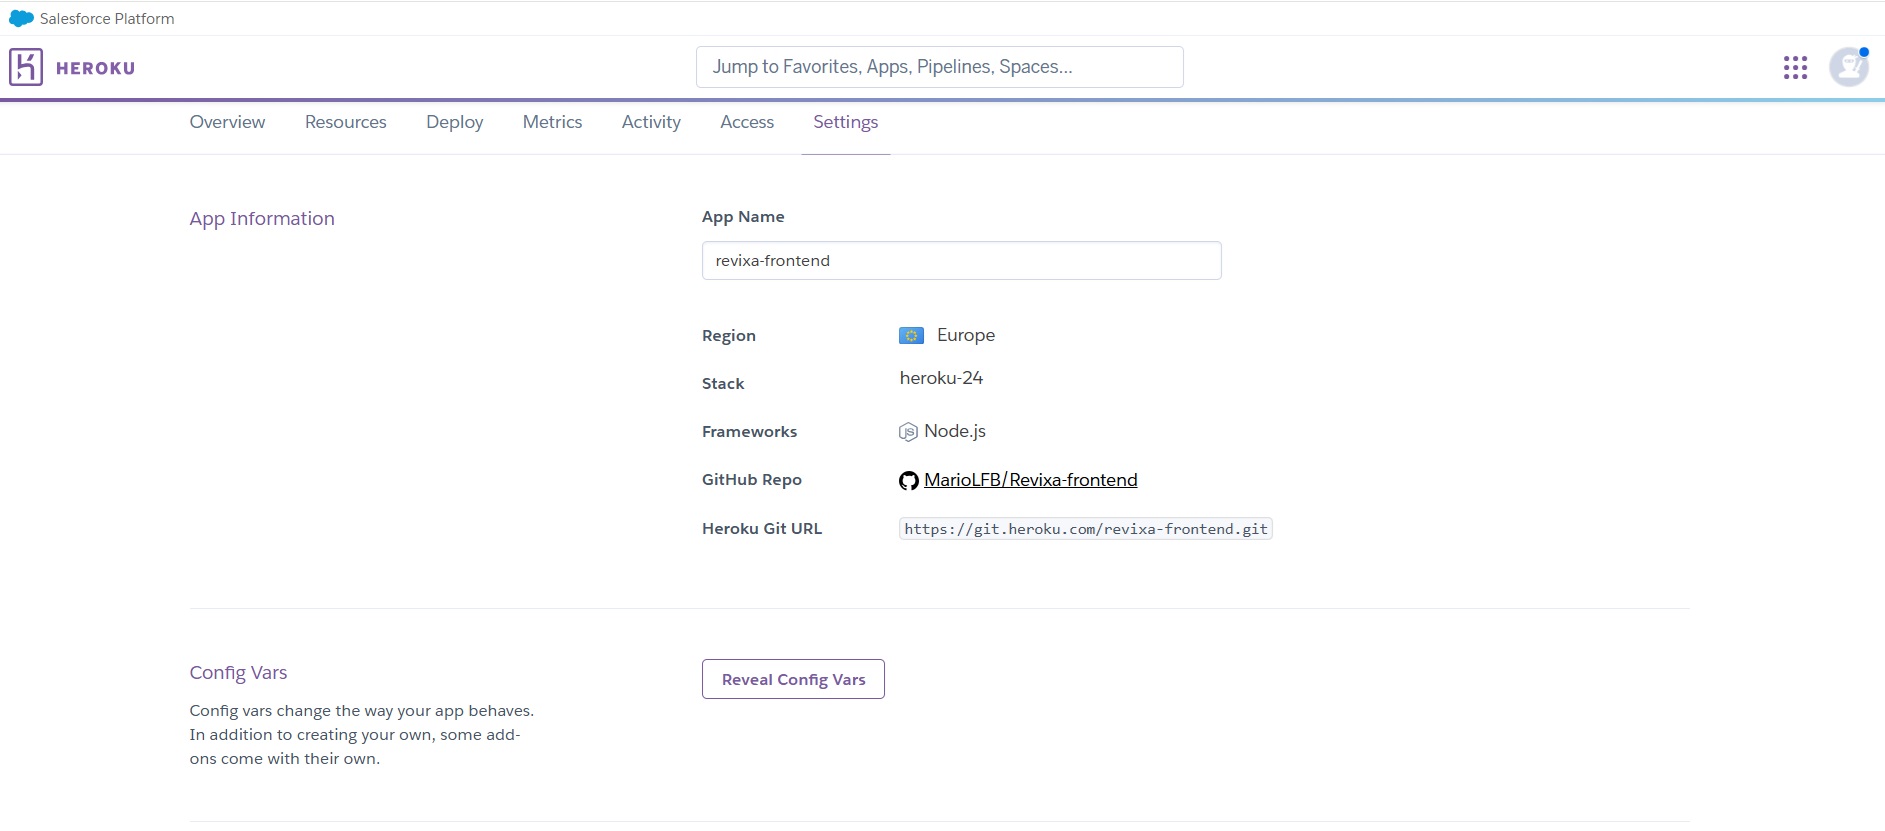 Salesforce Platform
HEROKU
Jump to Favorites, Apps, Pipelines, Spaces...
Overview Resources Deploy Metrics Activity Access Settings
App Information
App Name
revixa-frontend
Region Europe
Stack heroku-24
Frameworks Node.js
GitHub Repo MarioLFB/Revixa-frontend
Heroku Git URL https://git.heroku.com/revixa-frontend.git
Config Vars
Reveal Config Vars
Config vars change the way your app behaves.
In addition to creating your own, some add-
ons come with their own.